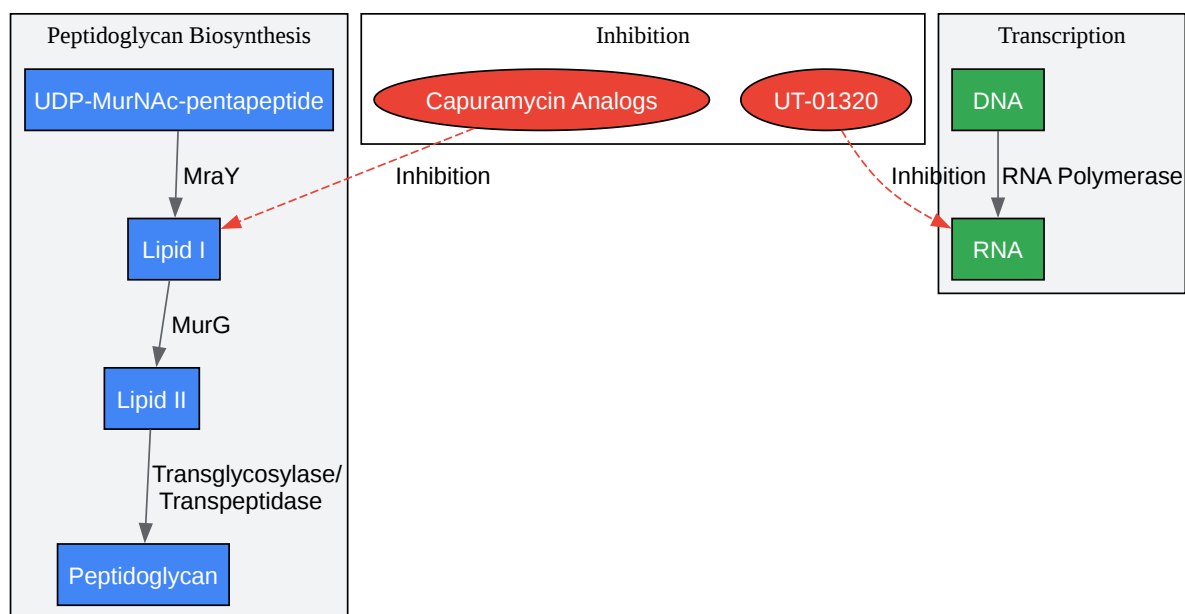 Peptidoglycan Biosynthesis
UDP-MurNAc-pentapeptide
MraY
Lipid I
MurG
Lipid II
Transglycosylase/
Transpeptidase
Peptidoglycan
Inhibition
Capuramycin Analogs
UT-01320
Inhibition
Inhibition
Transcription
DNA
RNA Polymerase
RNA